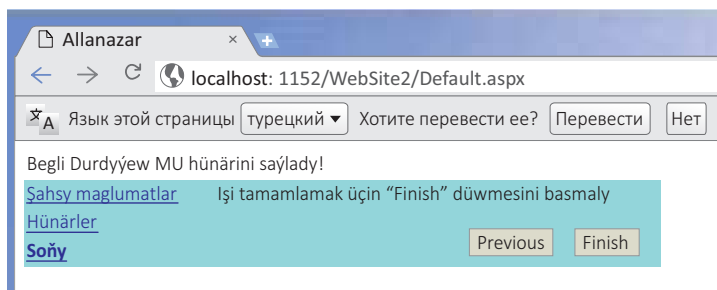 Allanazar
localhost: 1152/WebSite2/Default.aspx
Язык этой страницы турецкий Хотите перевести ее? Перевести Нет
Begli Durdyýew MU hünärini saýlady!
Şahsy maglumatlar Işi tamamlamak üçin “Finish” düwmesini basmaly
Hünärler
Soňy Previous Finish